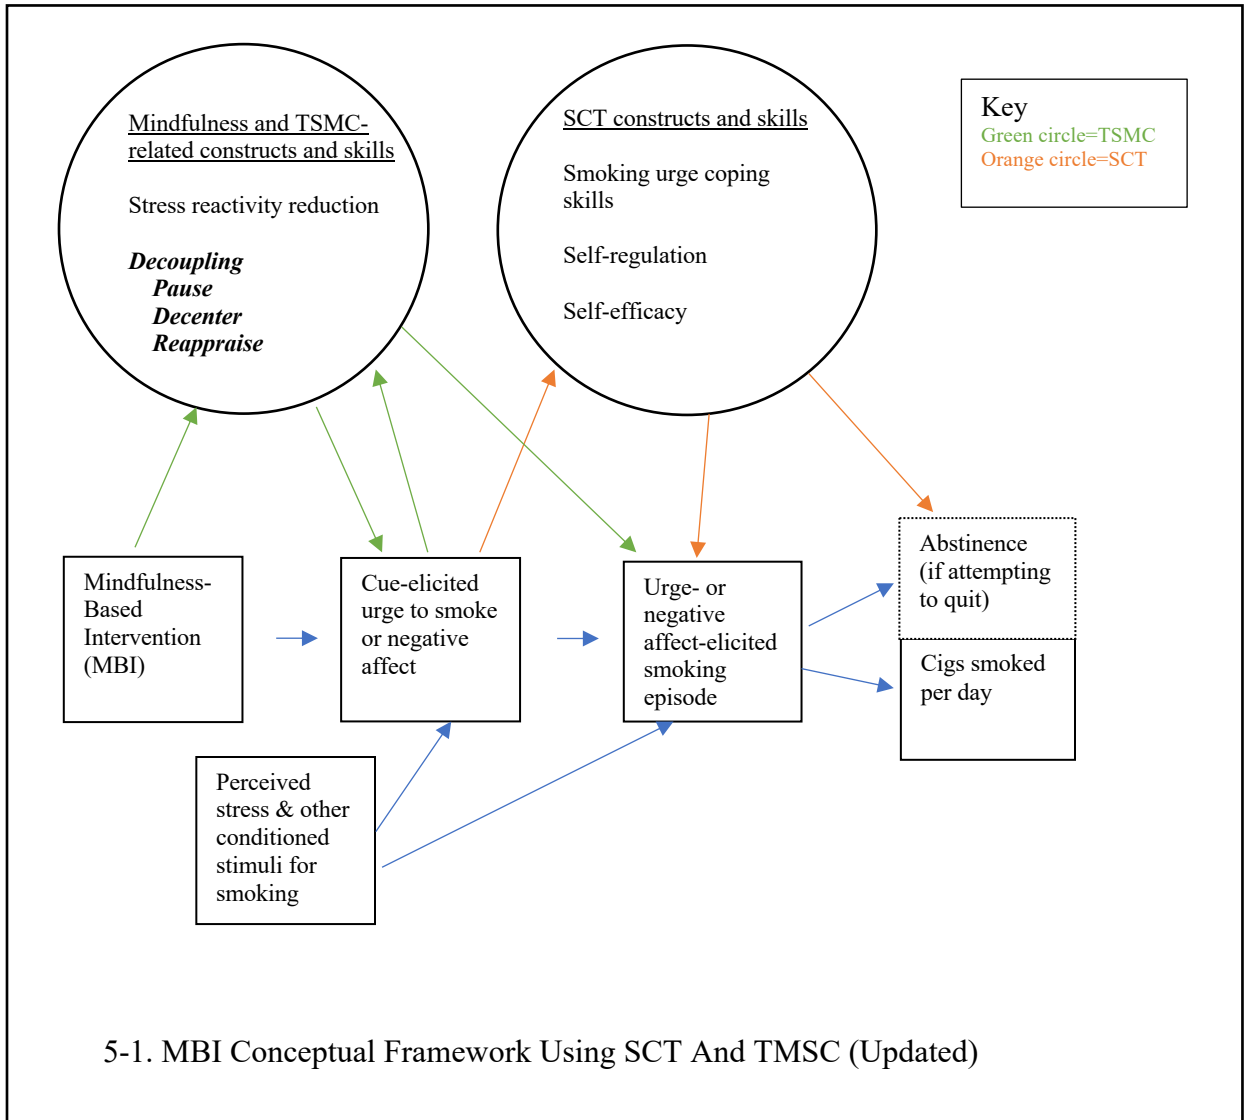 Mindfulness and TSMC-
related constructs and skills
Stress reactivity reduction
Decoupling
Pause
Decenter
Reappraise
SCT constructs and skills
Smoking urge coping
skills
Self-regulation
Self-efficacy
Key
Green circle=TSMC
Orange circle=SCT
Mindfulness-
Based
Intervention
(MBI)
Cue-elicited
urge to smoke
or negative
affect
Urge- or
negative
affect-elicited
smoking
episode
Abstinence
(if attempting
to quit)
Cigs smoked
per day
Perceived
stress & other
conditioned
stimuli for
smoking
5-1. MBI Conceptual Framework Using SCT And TMSC (Updated)